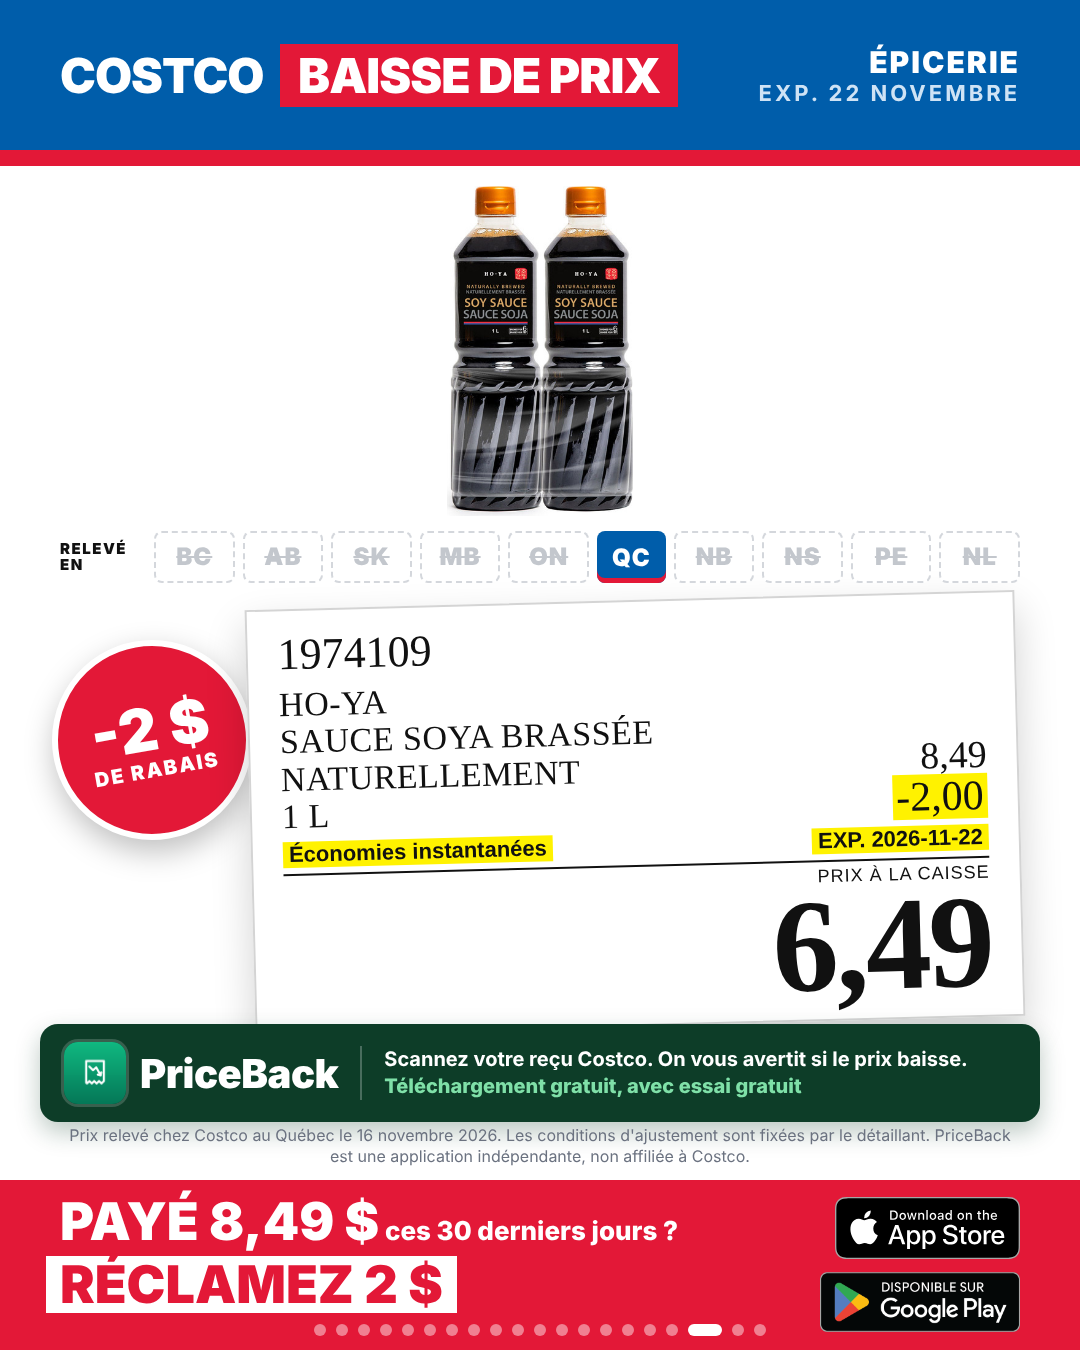 COSTCO BAISSE DE PRIX
ÉPICERIE
EXP. 22 NOVEMBRE
HO-YA
NATURALLY BREWED
NATURELLEMENT BRASSÉE
SOY SAUCE
SAUCE SOJA
1 L
HO-YA
NATURALLY BREWED
NATURELLEMENT BRASSÉE
SOY SAUCE
SAUCE SOJA
1 L
RELEVÉ
EN
BC AB SK MB ON QC NB NS PE NL
-2 $
DE RABAIS
1974109
HO-YA
SAUCE SOYA BRASSÉE
NATURELLEMENT
1 L
8,49
-2,00
Économies instantanées
EXP. 2026-11-22
PRIX À LA CAISSE
6,49
PriceBack
Scannez votre reçu Costco. On vous avertit si le prix baisse.
Téléchargement gratuit, avec essai gratuit
Prix relevé chez Costco au Québec le 16 novembre 2026. Les conditions d'ajustement sont fixées par le détaillant. PriceBack
est une application indépendante, non affiliée à Costco.
PAYÉ 8,49 $ ces 30 derniers jours ?
RÉCLAMEZ 2 $
Download on the
App Store
DISPONIBLE SUR
Google Play